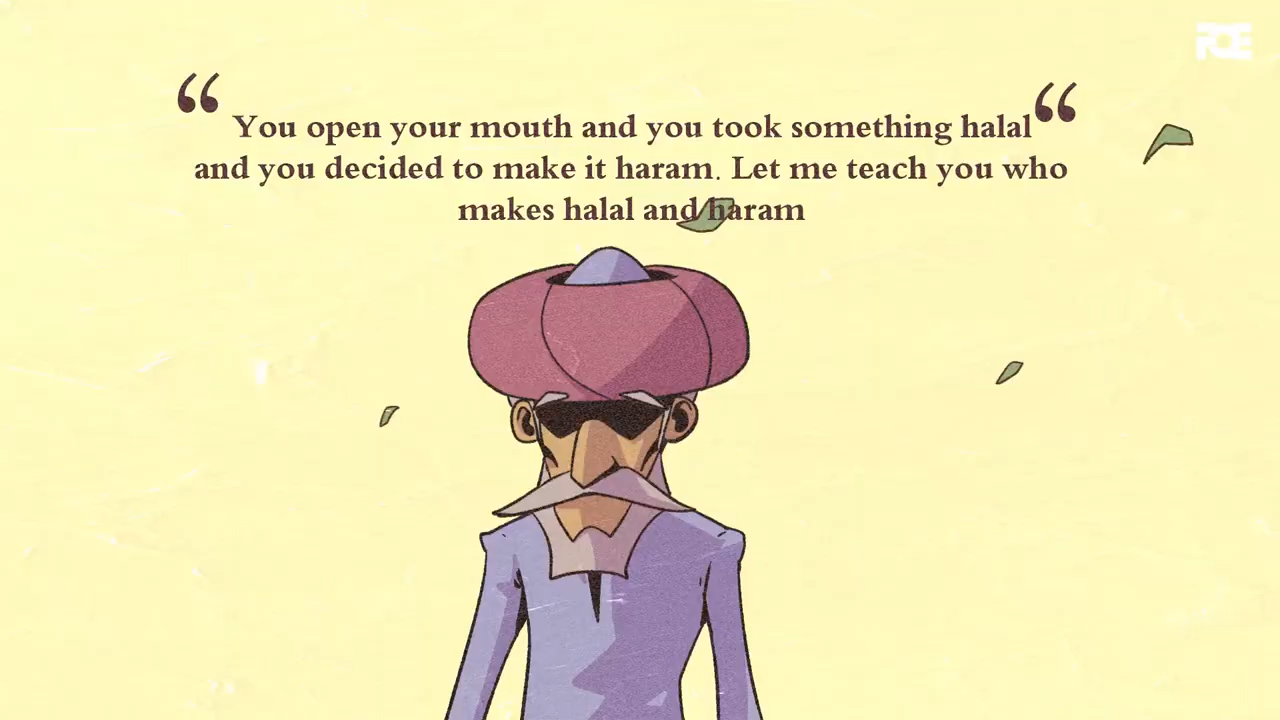 “ You open your mouth and you took something halal “
and you decided to make it haram. Let me teach you who
makes halal and haram